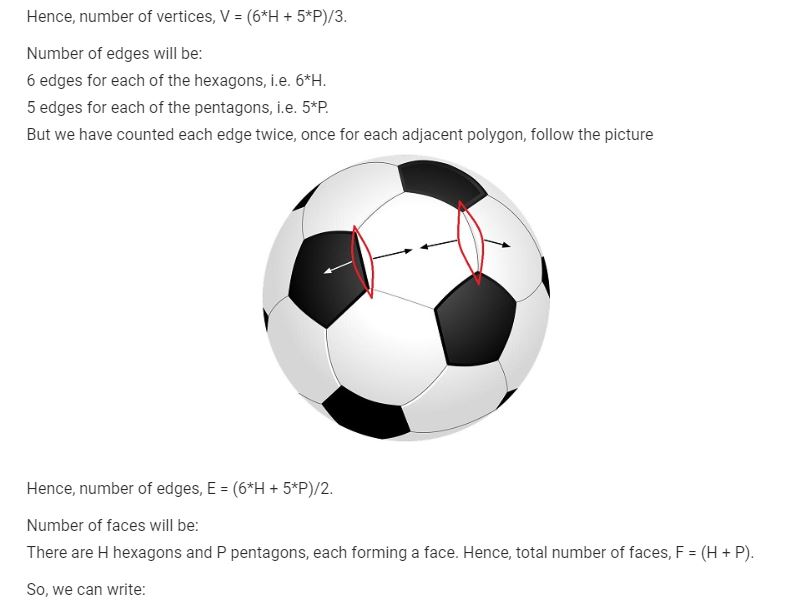 Hence, number of vertices, V = (6*H + 5*P)/3.
Number of edges will be:
6 edges for each of the hexagons, i.e. 6*H.
5 edges for each of the pentagons, i.e. 5*P.
But we have counted each edge twice, once for each adjacent polygon, follow the picture
Hence, number of edges, E = (6*H + 5*P)/2.
Number of faces will be:
There are H hexagons and P pentagons, each forming a face. Hence, total number of faces, F = (H + P).
So, we can write: